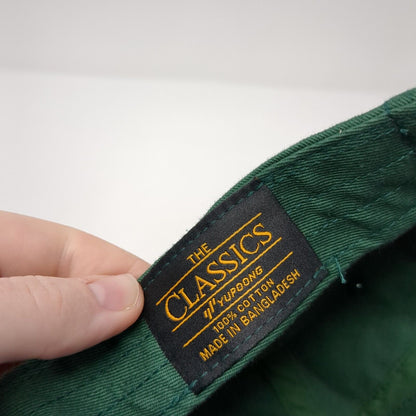 THE
CLASSICS
YUPOONG
100% COTTON
MADE IN BANGLADESH